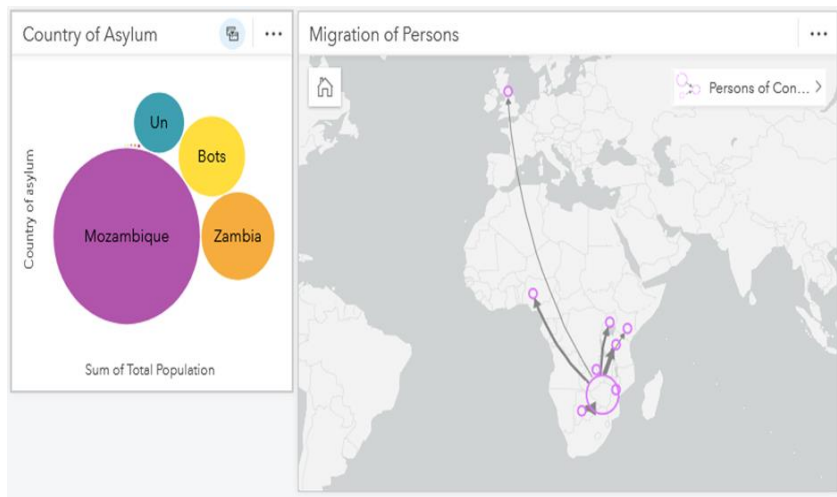 Country of Asylum
Migration of Persons
Persons of Con...
Un
Bots
Mozambique
Zambia
Country of asylum
Sum of Total Population